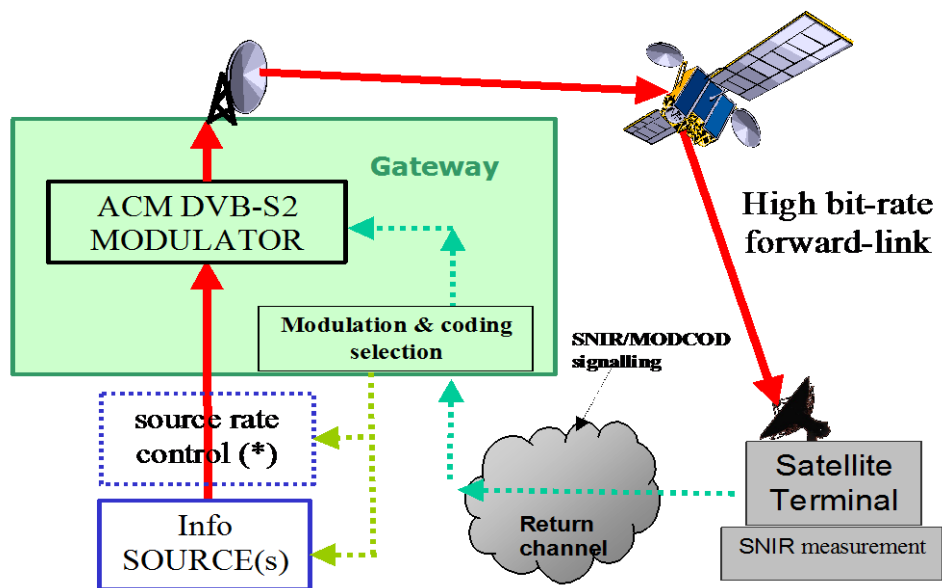 Gateway
ACM DVB-S2
MODULATOR
High bit-rate
forward-link
Modulation & coding
selection
SNIR/MODCOD
signalling
source rate
control (*)
Satellite
Terminal
Return
channel
Info
SOURCE(s)
SNIR measurement